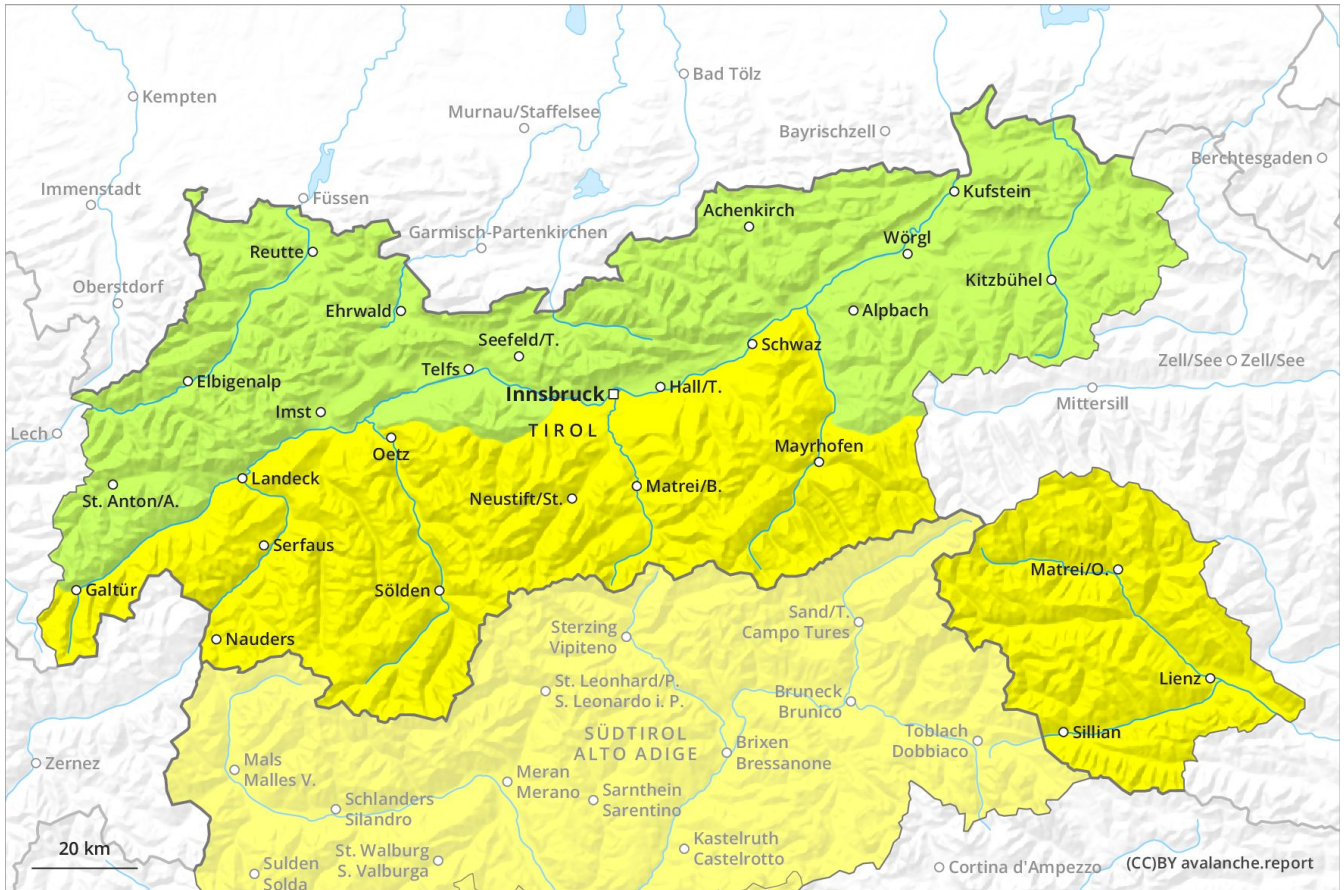 Kempten
Bad Tölz
Murnau/Staffelsee
Bayrischzell
Berchtesgaden
Immenstadt
Füssen
Kufstein
Achenkirch
Garmisch-Partenkirchen
Wörgl
Reutte
Oberstdorf
Kitzbühel
Ehrwald
Alpbach
Seefeld/T.
Schwaz
Telfs
Zell/See
Zell/See
Elbigenalp
Innsbruck
Hall/T.
Mittersill
Imst
Lech
TIROL
Oetz
Mayrhofen
Landeck
St. Anton/A.
Neustift/St.
Matrei/B.
Serfaus
Matrei/O.
Galtür
Sölden
Sand/T.
Campo Tures
Sterzing
Vipiteno
Nauders
St. Leonhard/P.
S. Leonardo i. P.
Lienz
Bruneck
Brunico
SÜDTIROL
ALTO ADIGE
Toblach
Dobbiaco
Sillian
Brixen
Bressanone
Zernez
Mals
Malles V.
Meran
Merano
Sarnthein
Sarentino
Schlanders
Silandro
20 km
St. Walburg
S. Valburga
Kastelruth
Castelrotto
Sulden
Solda
Cortina d'Ampezzo
(CC)BY avalanche.report